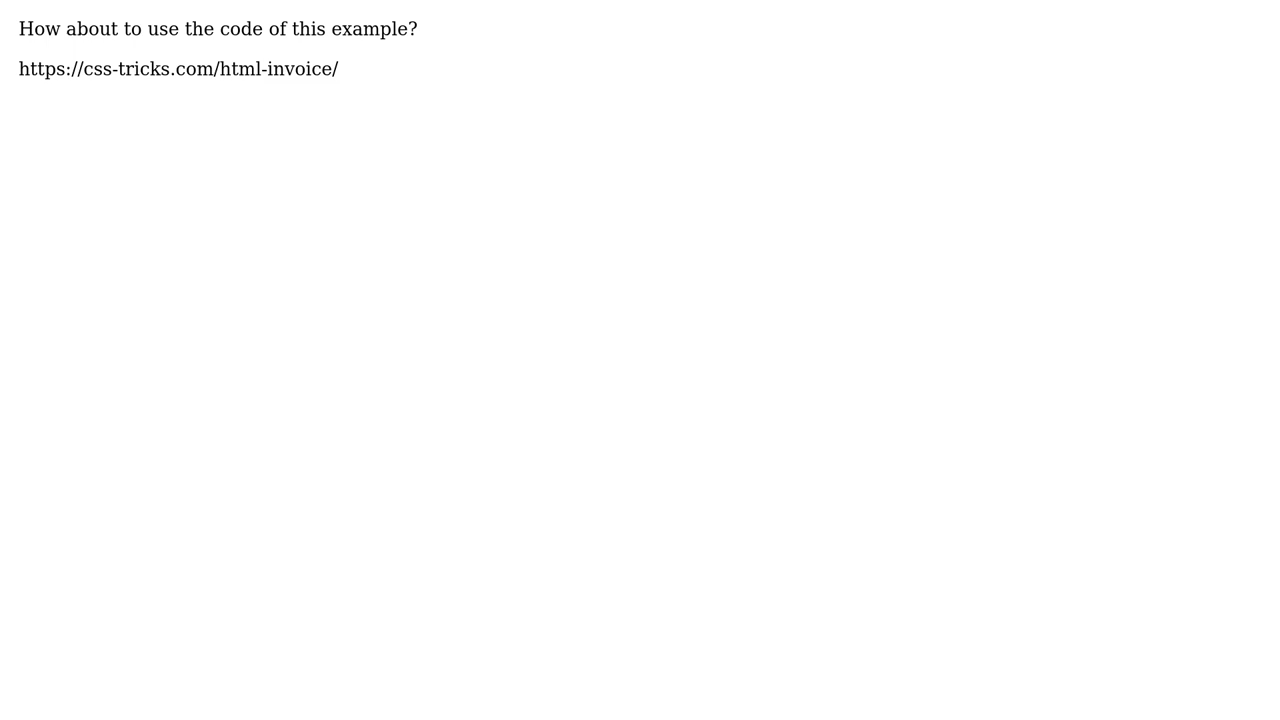 How about to use the code of this example?
https://css-tricks.com/html-invoice/